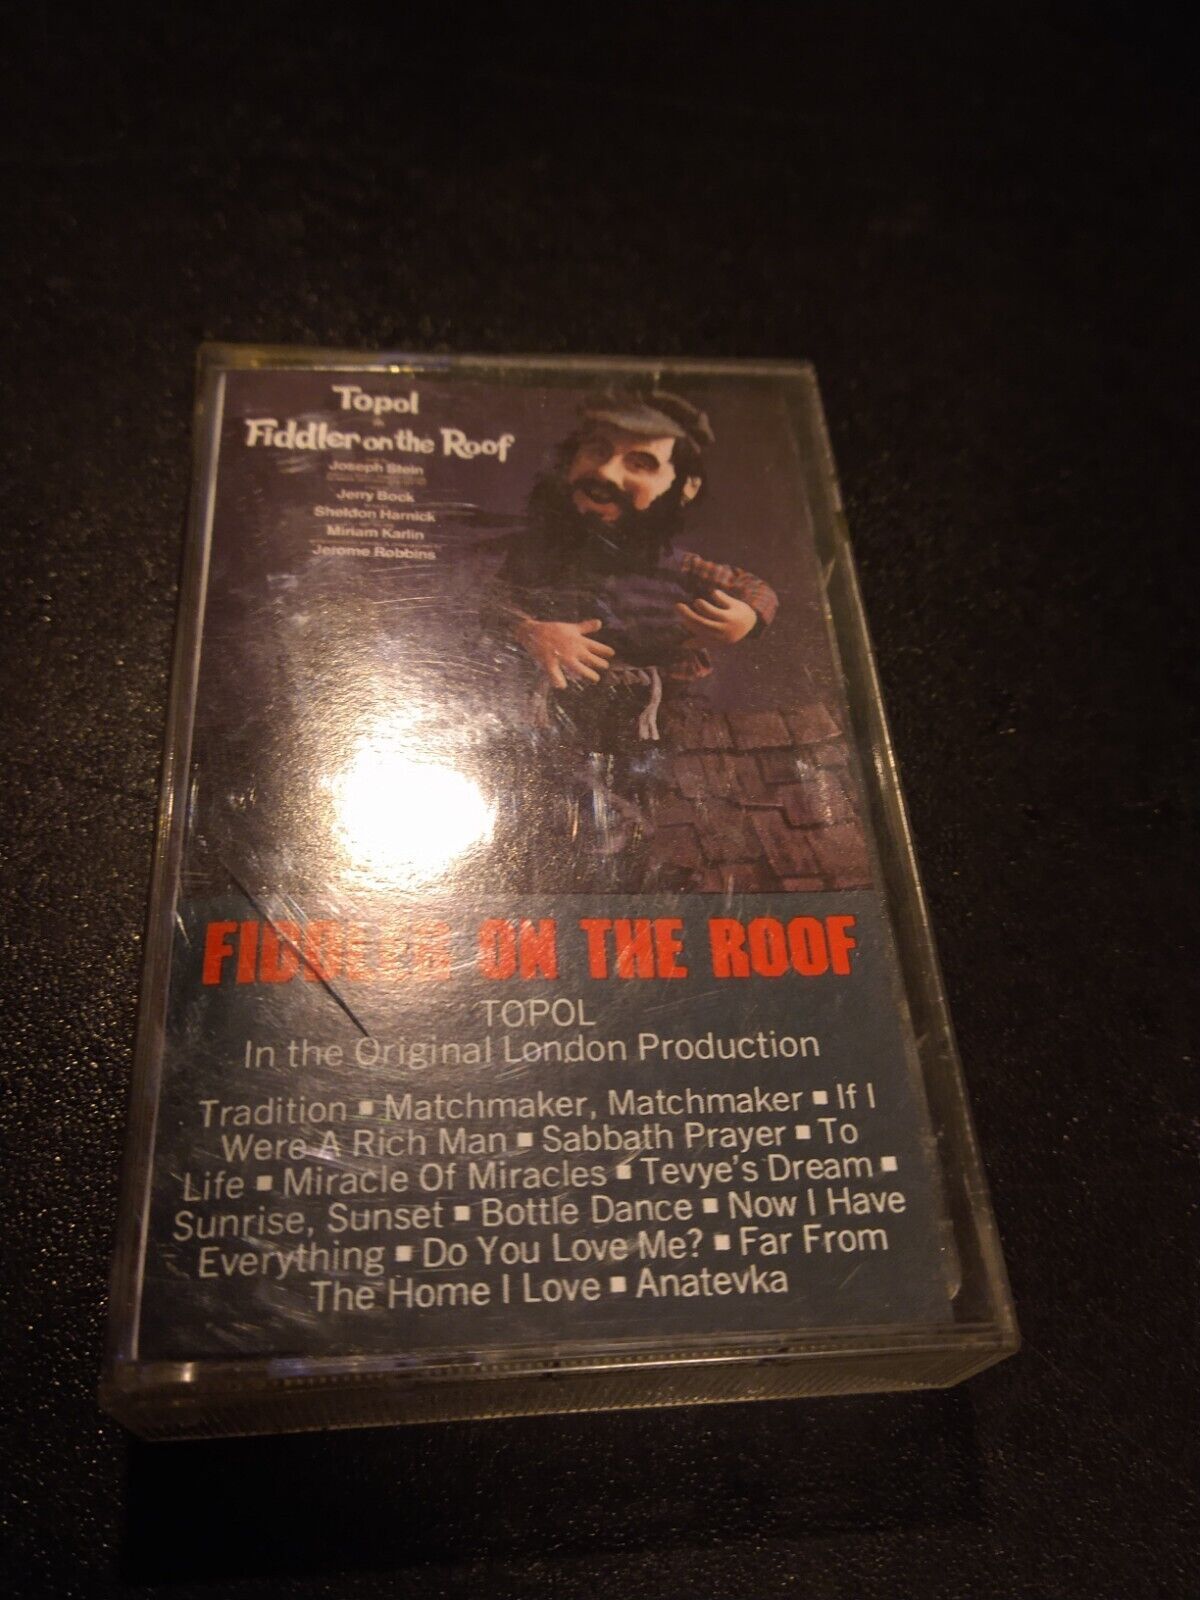 Topol
Fiddler on the Roof
Joseph Stein
Jerry Bock
Sheldon Harnick
Miriam Karlin
Jerome Robbins
FIDDLER ON THE ROOF
TOPOL
In the Original London Production
Tradition ■ Matchmaker, Matchmaker ■ If I
Were A Rich Man ■ Sabbath Prayer ■ To
Life ■ Miracle Of Miracles ■ Tevye's Dream ■
Sunrise, Sunset ■ Bottle Dance ■ Now I Have
Everything ■ Do You Love Me? ■ Far From
The Home I Love ■ Anatevka